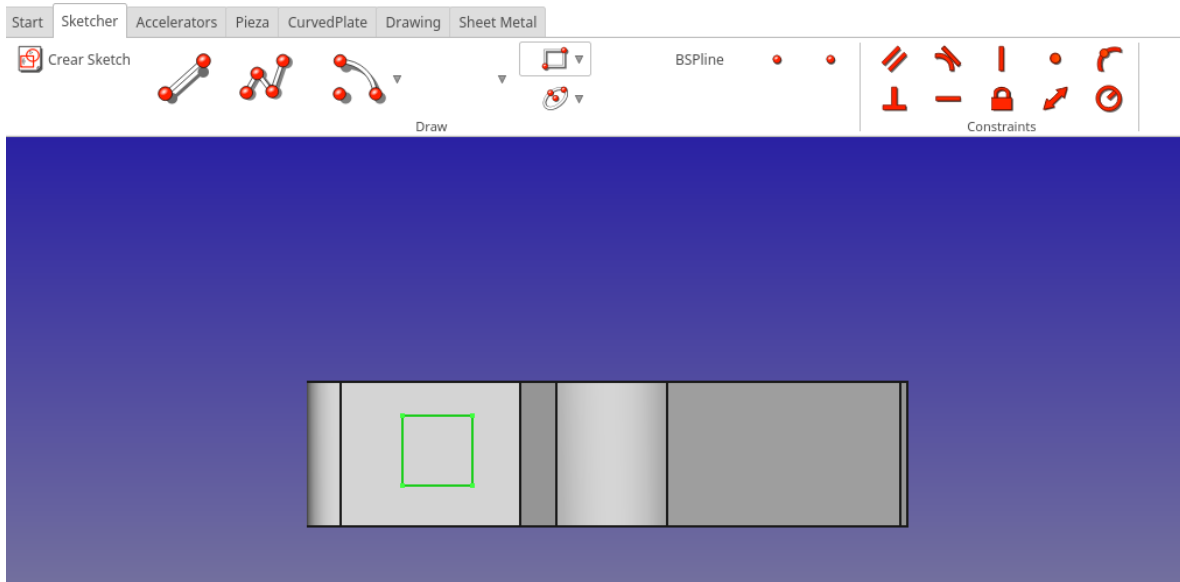 Start Sketcher Accelerators Pieza CurvedPlate Drawing Sheet Metal
Crear Sketch
BSPline
Draw
Constraints